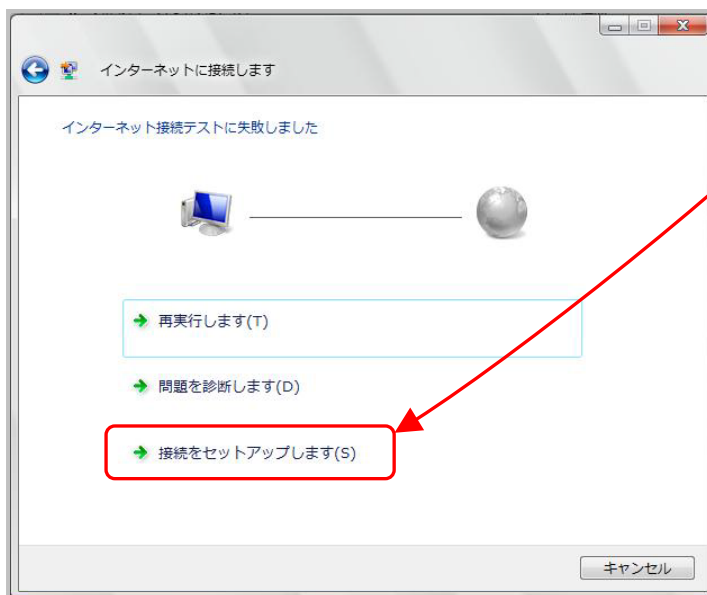 インターネットに接続します
インターネット接続テストに失敗しました
再実行します(T)
問題を診断します(D)
接続をセットアップします(S)
キャンセル